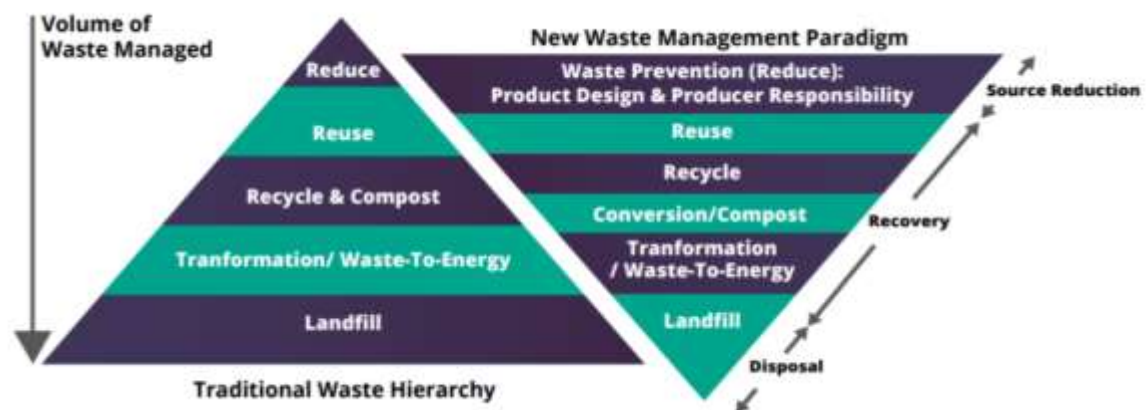 Volume of
Waste Managed
Reduce
Reuse
Recycle & Compost
Tranformation/ Waste-To-Energy
Landfill
Traditional Waste Hierarchy
New Waste Management Paradigm
Waste Prevention (Reduce):
Product Design & Producer Responsibility
Reuse
Recycle
Conversion/Compost
Tranformation
/ Waste-To-Energy
Landfill
Source Reduction
Recovery
Disposal